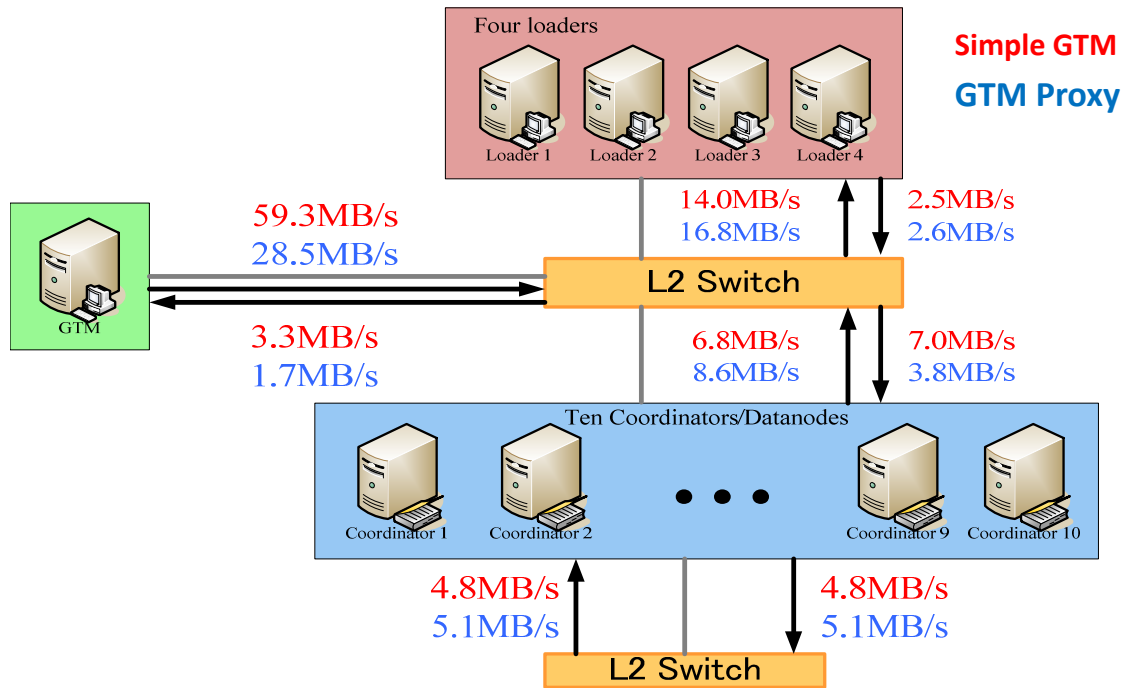 Four loaders
Simple GTM
GTM Proxy
Loader 1
Loader 2
Loader 3
Loader 4
59.3MB/s
28.5MB/s
14.0MB/s
16.8MB/s
2.5MB/s
2.6MB/s
L2 Switch
GTM
3.3MB/s
1.7MB/s
6.8MB/s
8.6MB/s
7.0MB/s
3.8MB/s
Ten Coordinators/Datanodes
Coordinator 1
Coordinator 2
Coordinator 9
Coordinator 10
4.8MB/s
5.1MB/s
4.8MB/s
5.1MB/s
L2 Switch